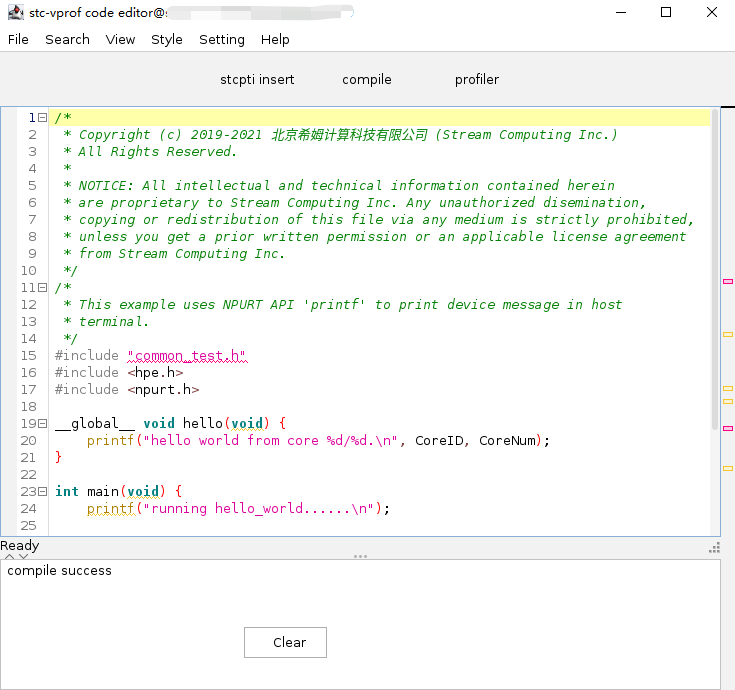 stc-vprof code editor@
File Search View Style Setting Help
stcpti insert compile profiler
1 /*
2  * Copyright (c) 2019-2021 北京希姆计算科技有限公司 (Stream Computing Inc.)
3  * All Rights Reserved.
4  *
5  * NOTICE: All intellectual and technical information contained herein
6  * are proprietary to Stream Computing Inc. Any unauthorized disemination,
7  * copying or redistribution of this file via any medium is strictly prohibited,
8  * unless you get a prior written permission or an applicable license agreement
9  * from Stream Computing Inc.
10  */
11 /*
12  * This example uses NPURT API 'printf' to print device message in host
13  * terminal.
14  */
15 #include "common_test.h"
16 #include <hpe.h>
17 #include <npurt.h>
18
19 __global__ void hello(void) {
20     printf("hello world from core %d/%d.\n", CoreID, CoreNum);
21 }
22
23 int main(void) {
24     printf("running hello_world......\n");
25
Ready
compile success
Clear